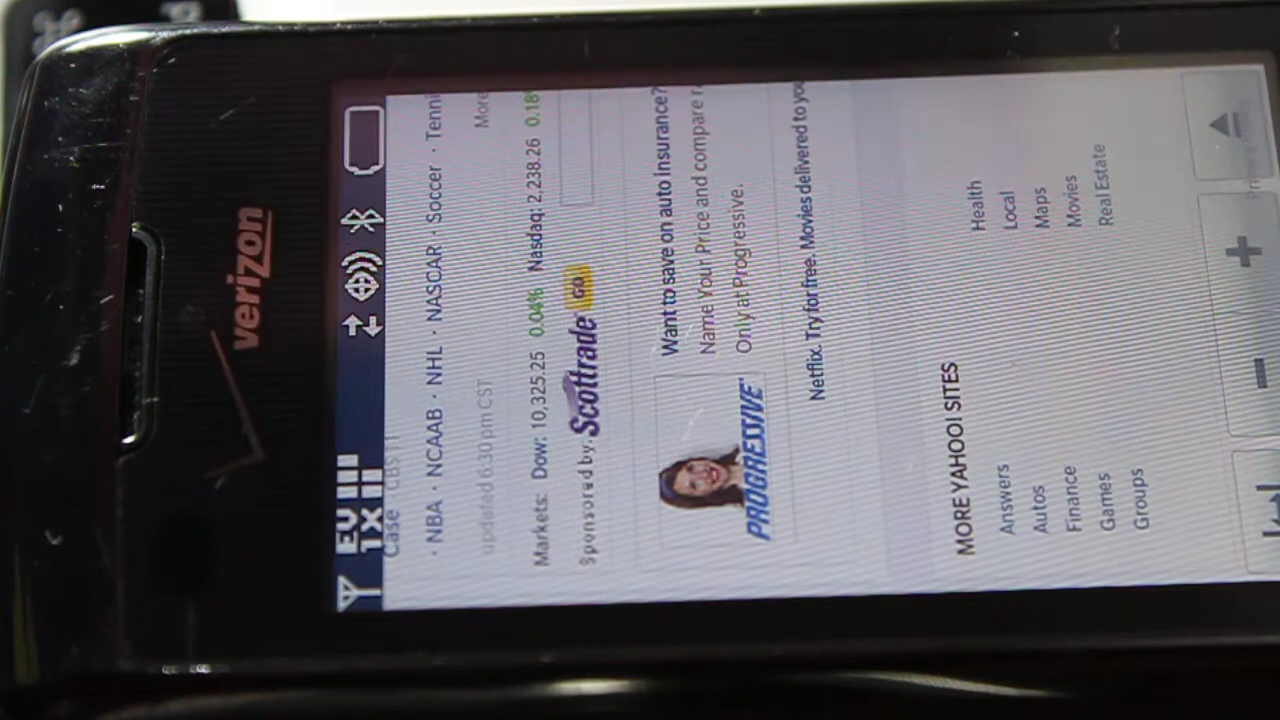 verizon
EV
1X
Case · CBS 11
· NBA · NCAAB · NHL · NASCAR · Soccer · Tenni
updated 6:30 pm CST
More
Markets: Dow: 10,325.25 0.04% Nasdaq: 2,238.26 0.18
Sponsored by: Scottrade GO
Want to save on auto insurance?
Name Your Price and compare r
Only at Progressive.
PROGRESSIVE
Netflix. Try for free. Movies delivered to you
MORE YAHOO! SITES
Answers Health
Autos Local
Finance Maps
Games Movies
Groups Real Estate